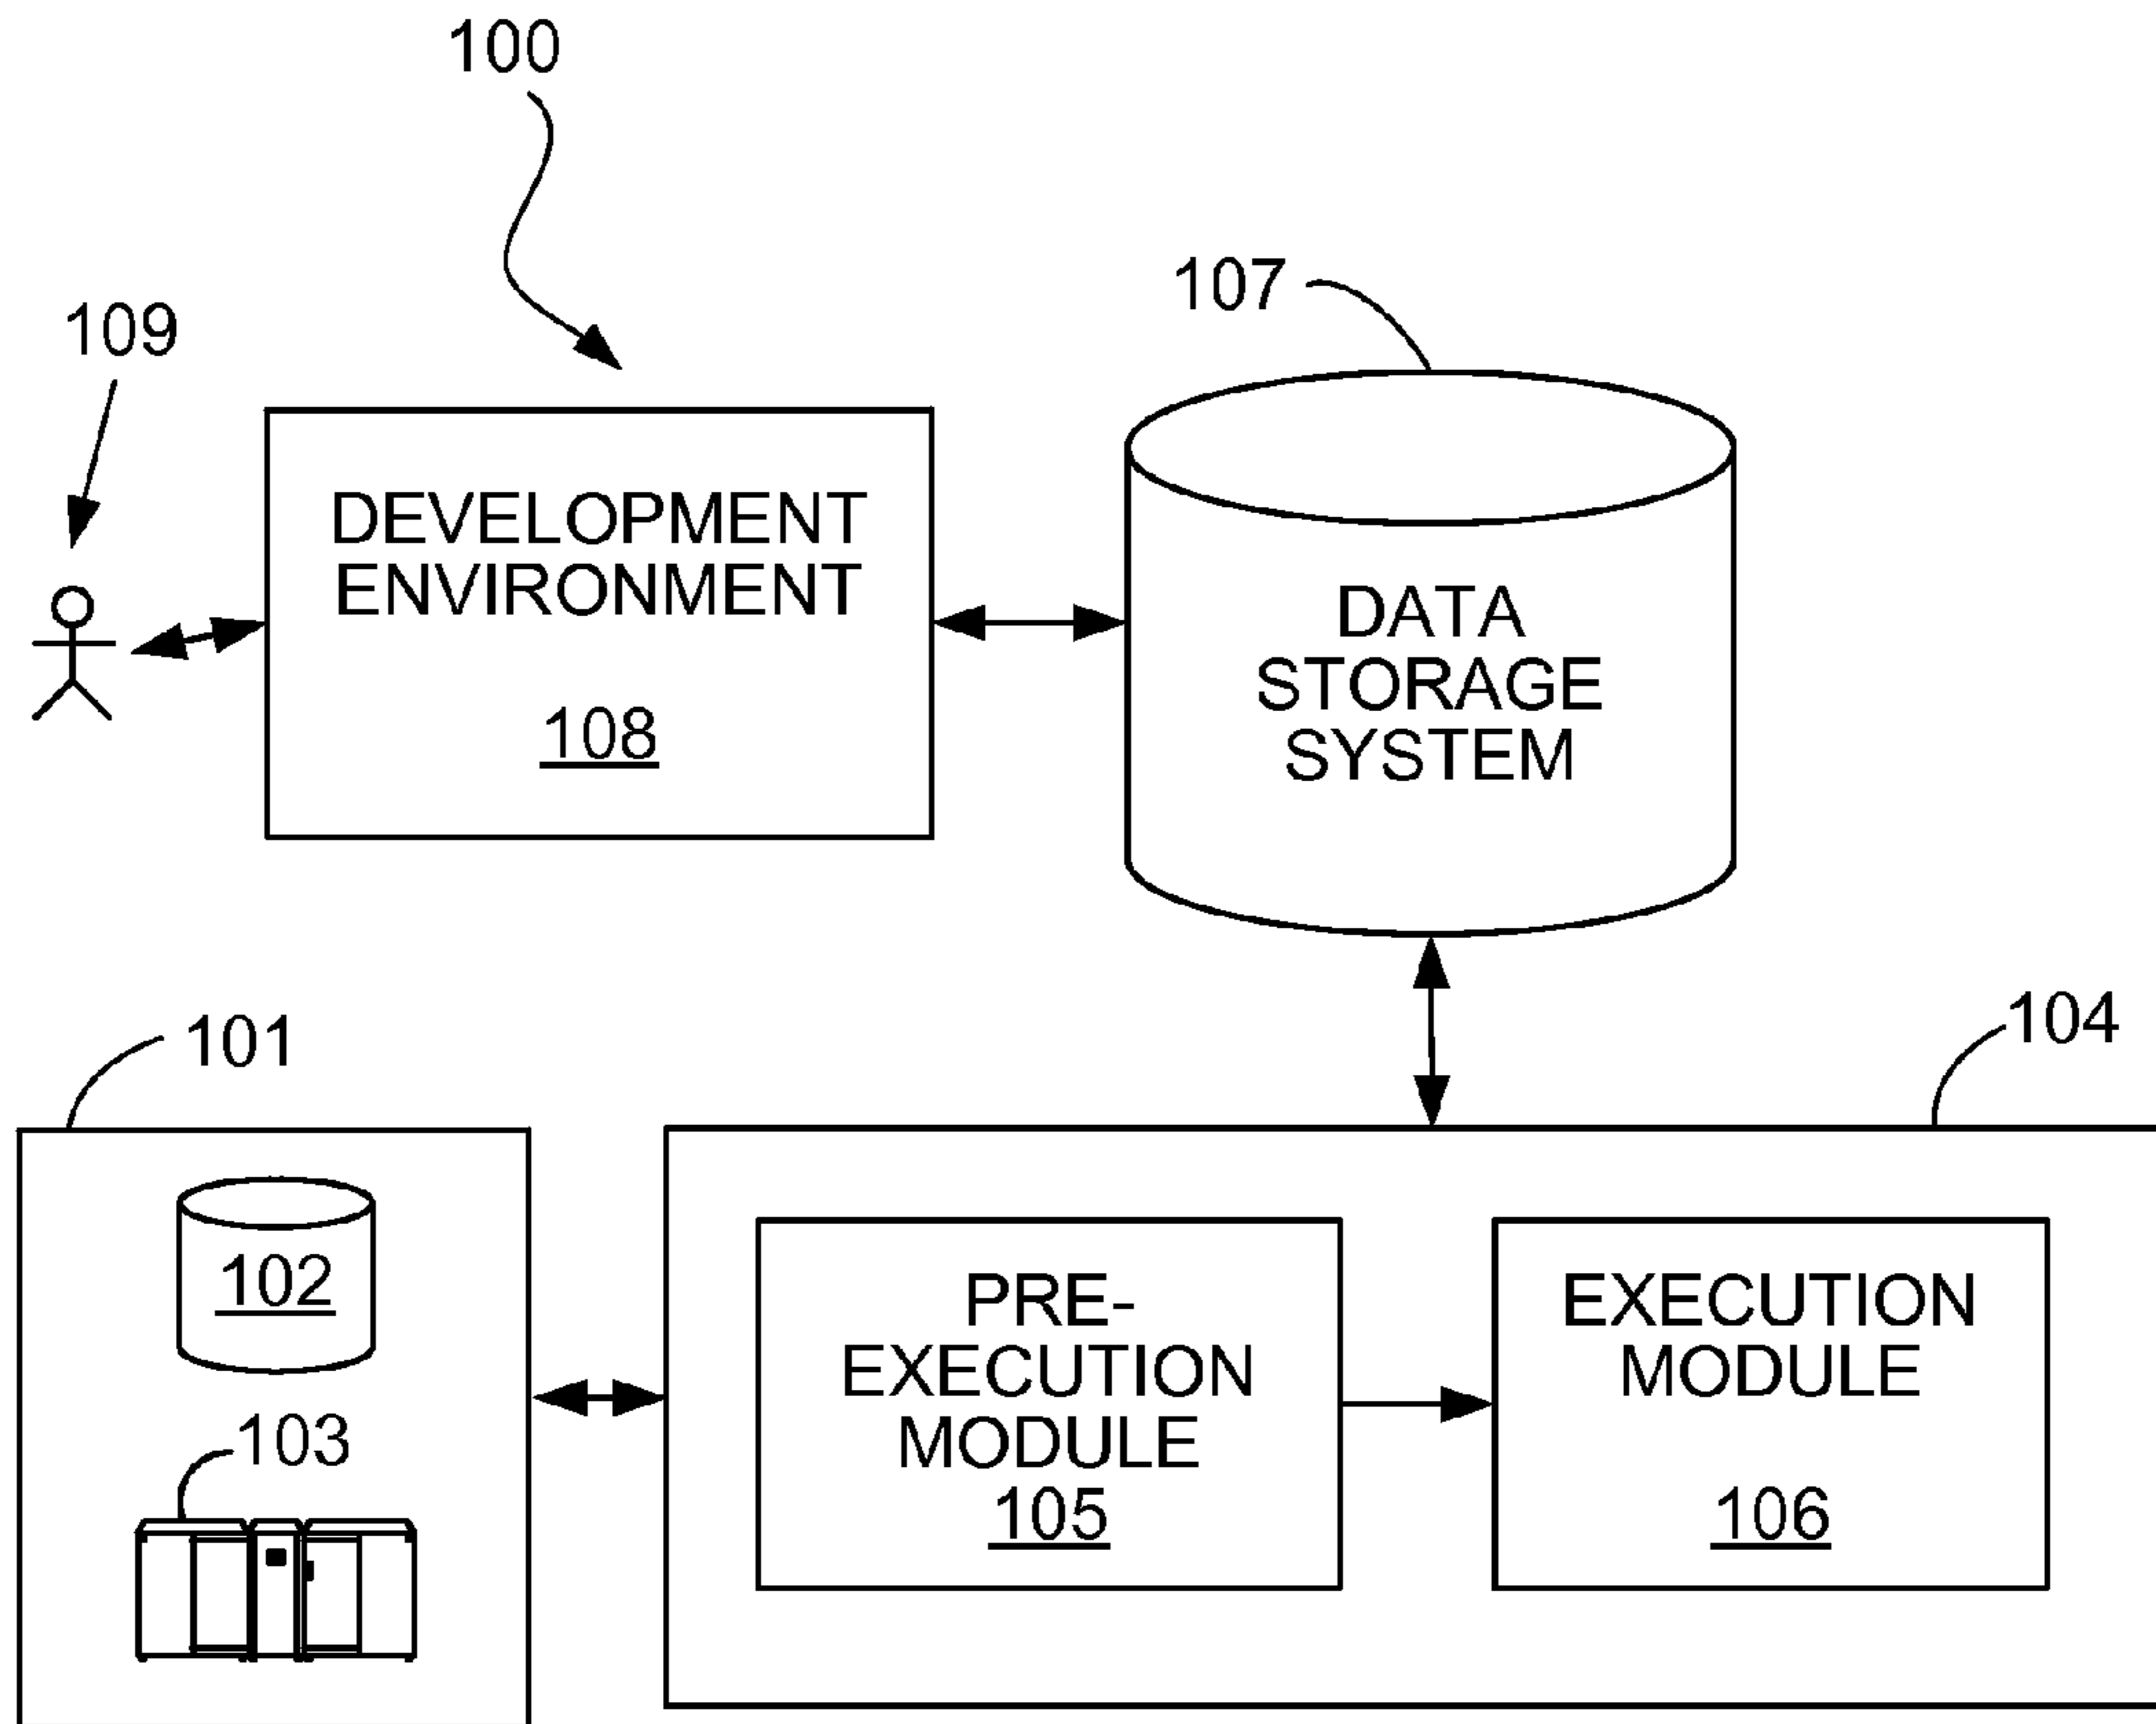 100
107
109
DEVELOPMENT
ENVIRONMENT
108
DATA
STORAGE
SYSTEM
101
104
102
103
PRE-
EXECUTION
MODULE
105
EXECUTION
MODULE
106